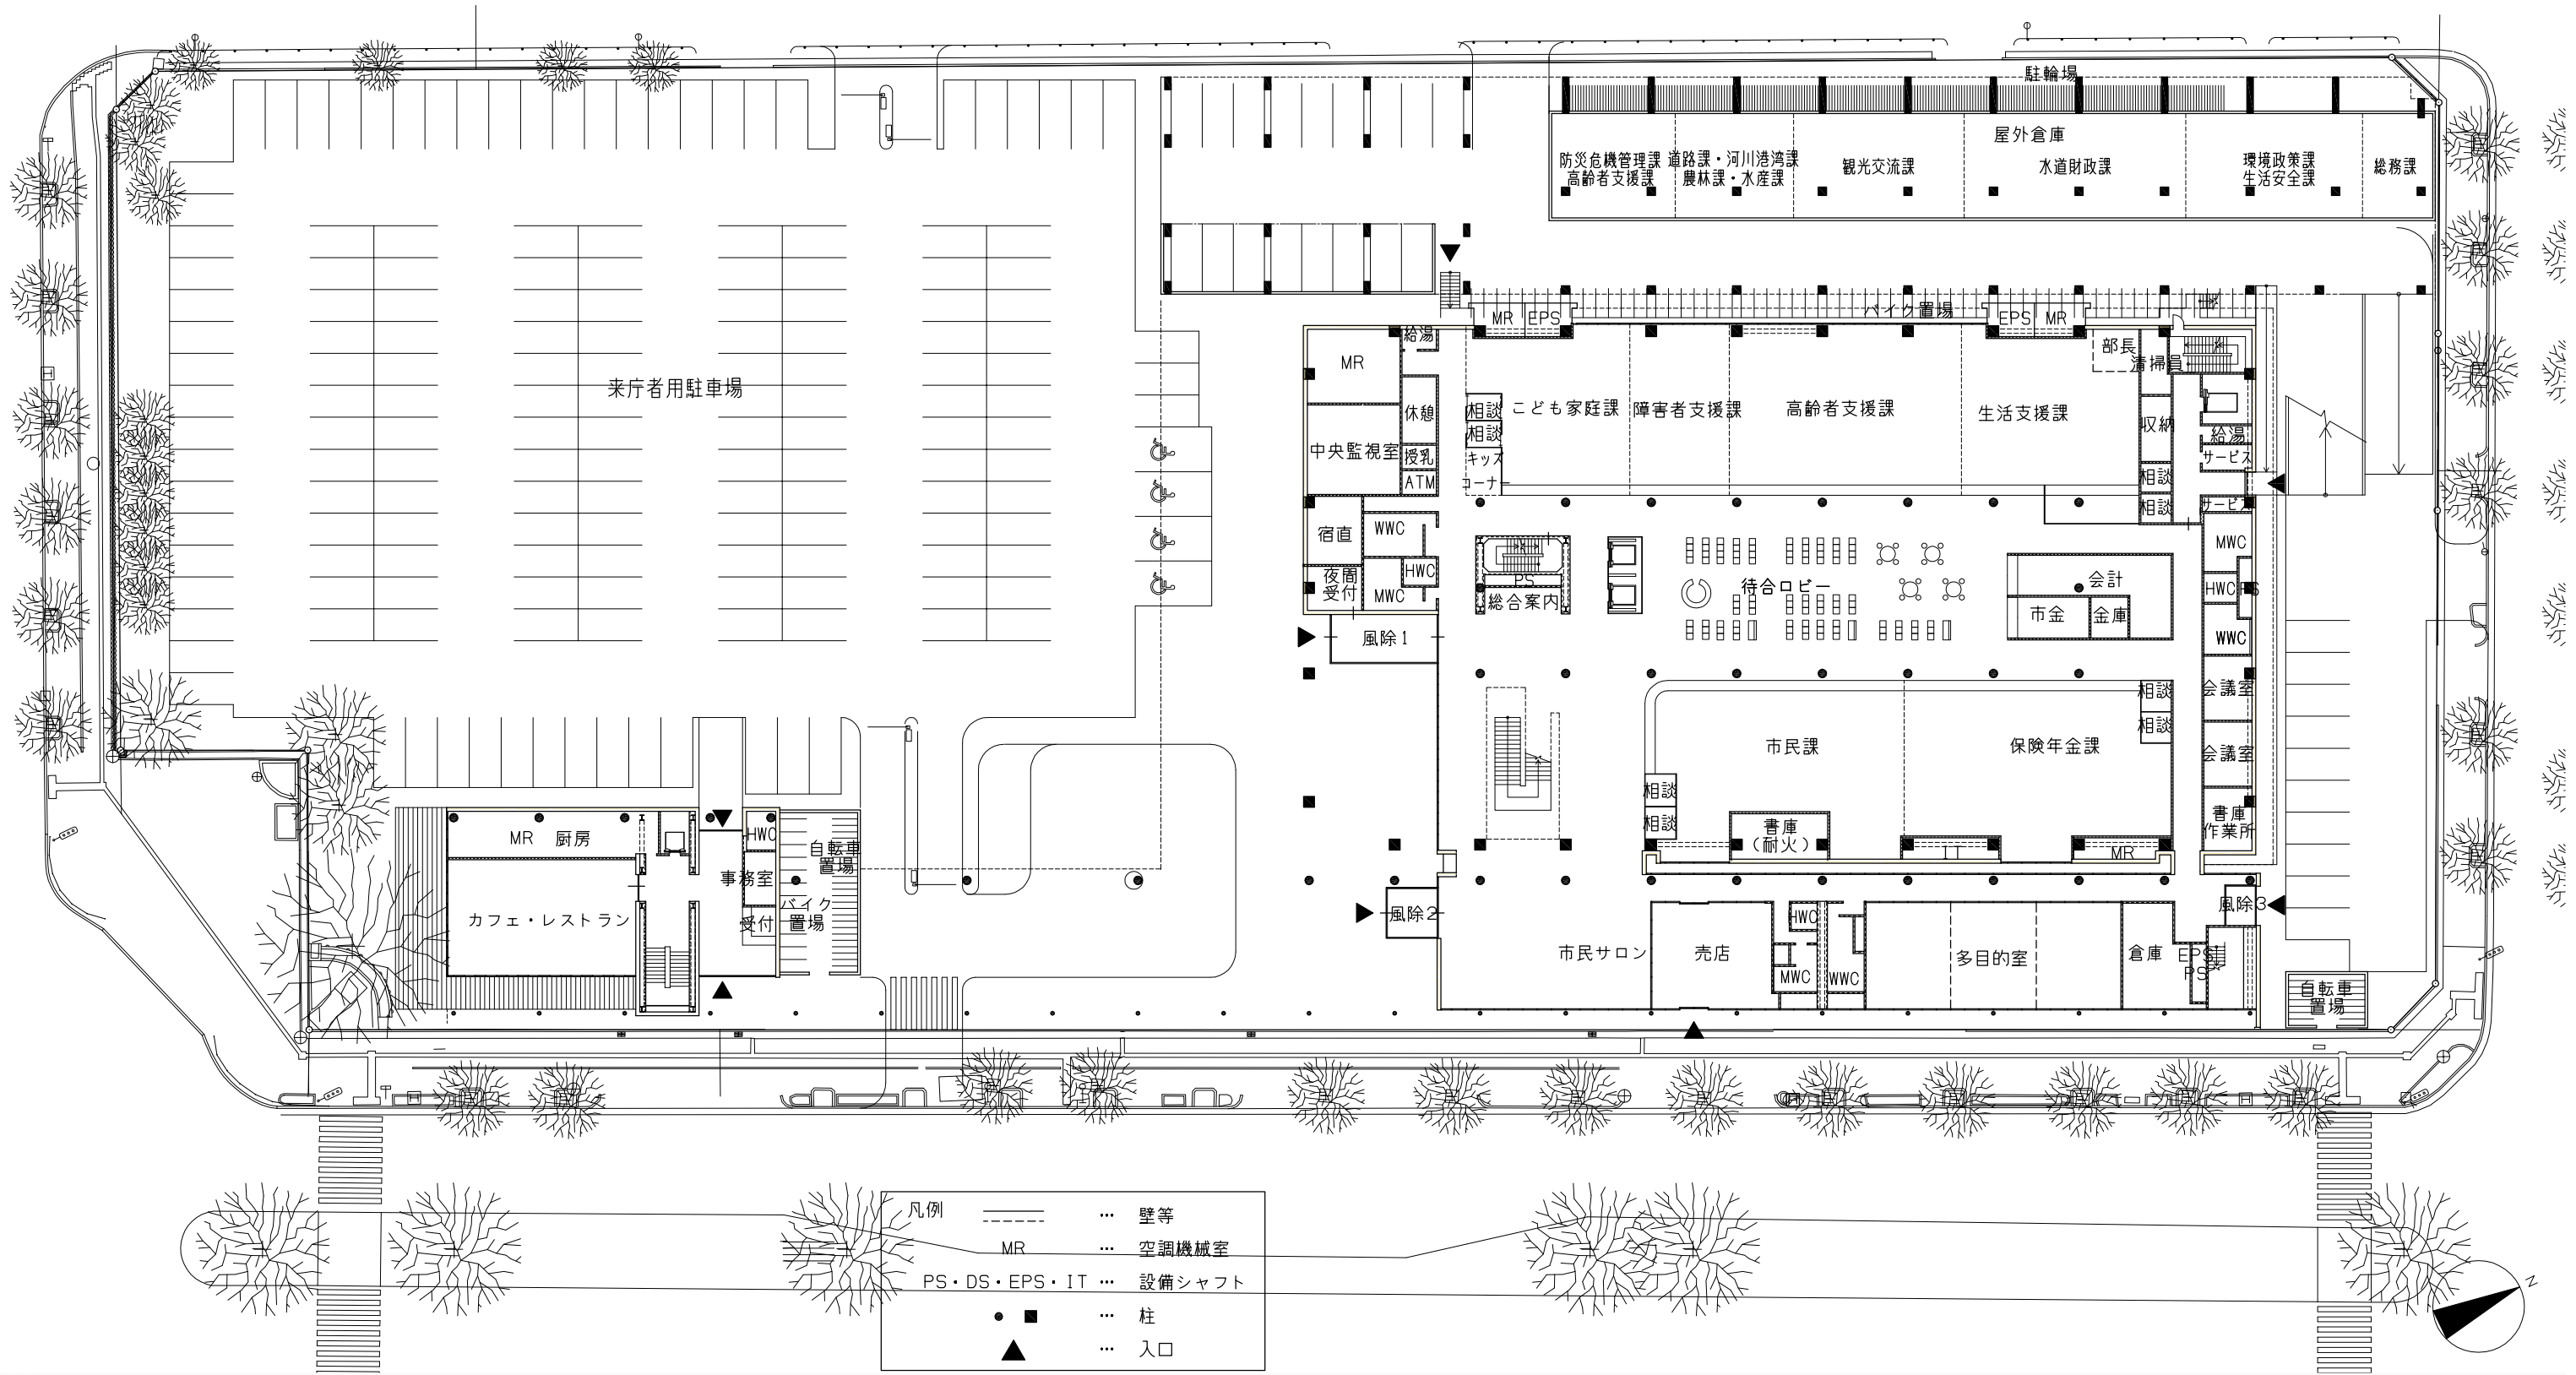 駐輪場
屋外倉庫
防災危機管理課
高齢者支援課
道路課・河川港湾課
農林課・水産課
観光交流課
水道財政課
環境政策課
生活安全課
総務課
バイク置場
MR
EPS
EPS
MR
給湯
MR
部長
清掃員
来庁者用駐車場
休憩
相談
相談
こども家庭課
障害者支援課
高齢者支援課
生活支援課
収納
給湯
中央監視室
授乳
キッズ
コーナー
サービス
ATM
相談
相談
サービス
宿直
WWC
MWC
夜間
受付
HWC
MWC
PS
総合案内
待合ロビー
会計
市金
金庫
HWC
PS
WWC
風除1
会議室
相談
相談
市民課
保険年金課
会議室
相談
相談
書庫
(耐火)
IT
MR
書庫
作業所
MR
厨房
HWC
自転車
置場
事務室
受付
バイク
置場
カフェ・レストラン
風除2
風除3
市民サロン
売店
HWC
MWC
WWC
多目的室
倉庫
EPS
PS
自転車
置場
凡例
… 壁等
MR … 空調機械室
PS・DS・EPS・IT … 設備シャフト
… 柱
… 入口
N